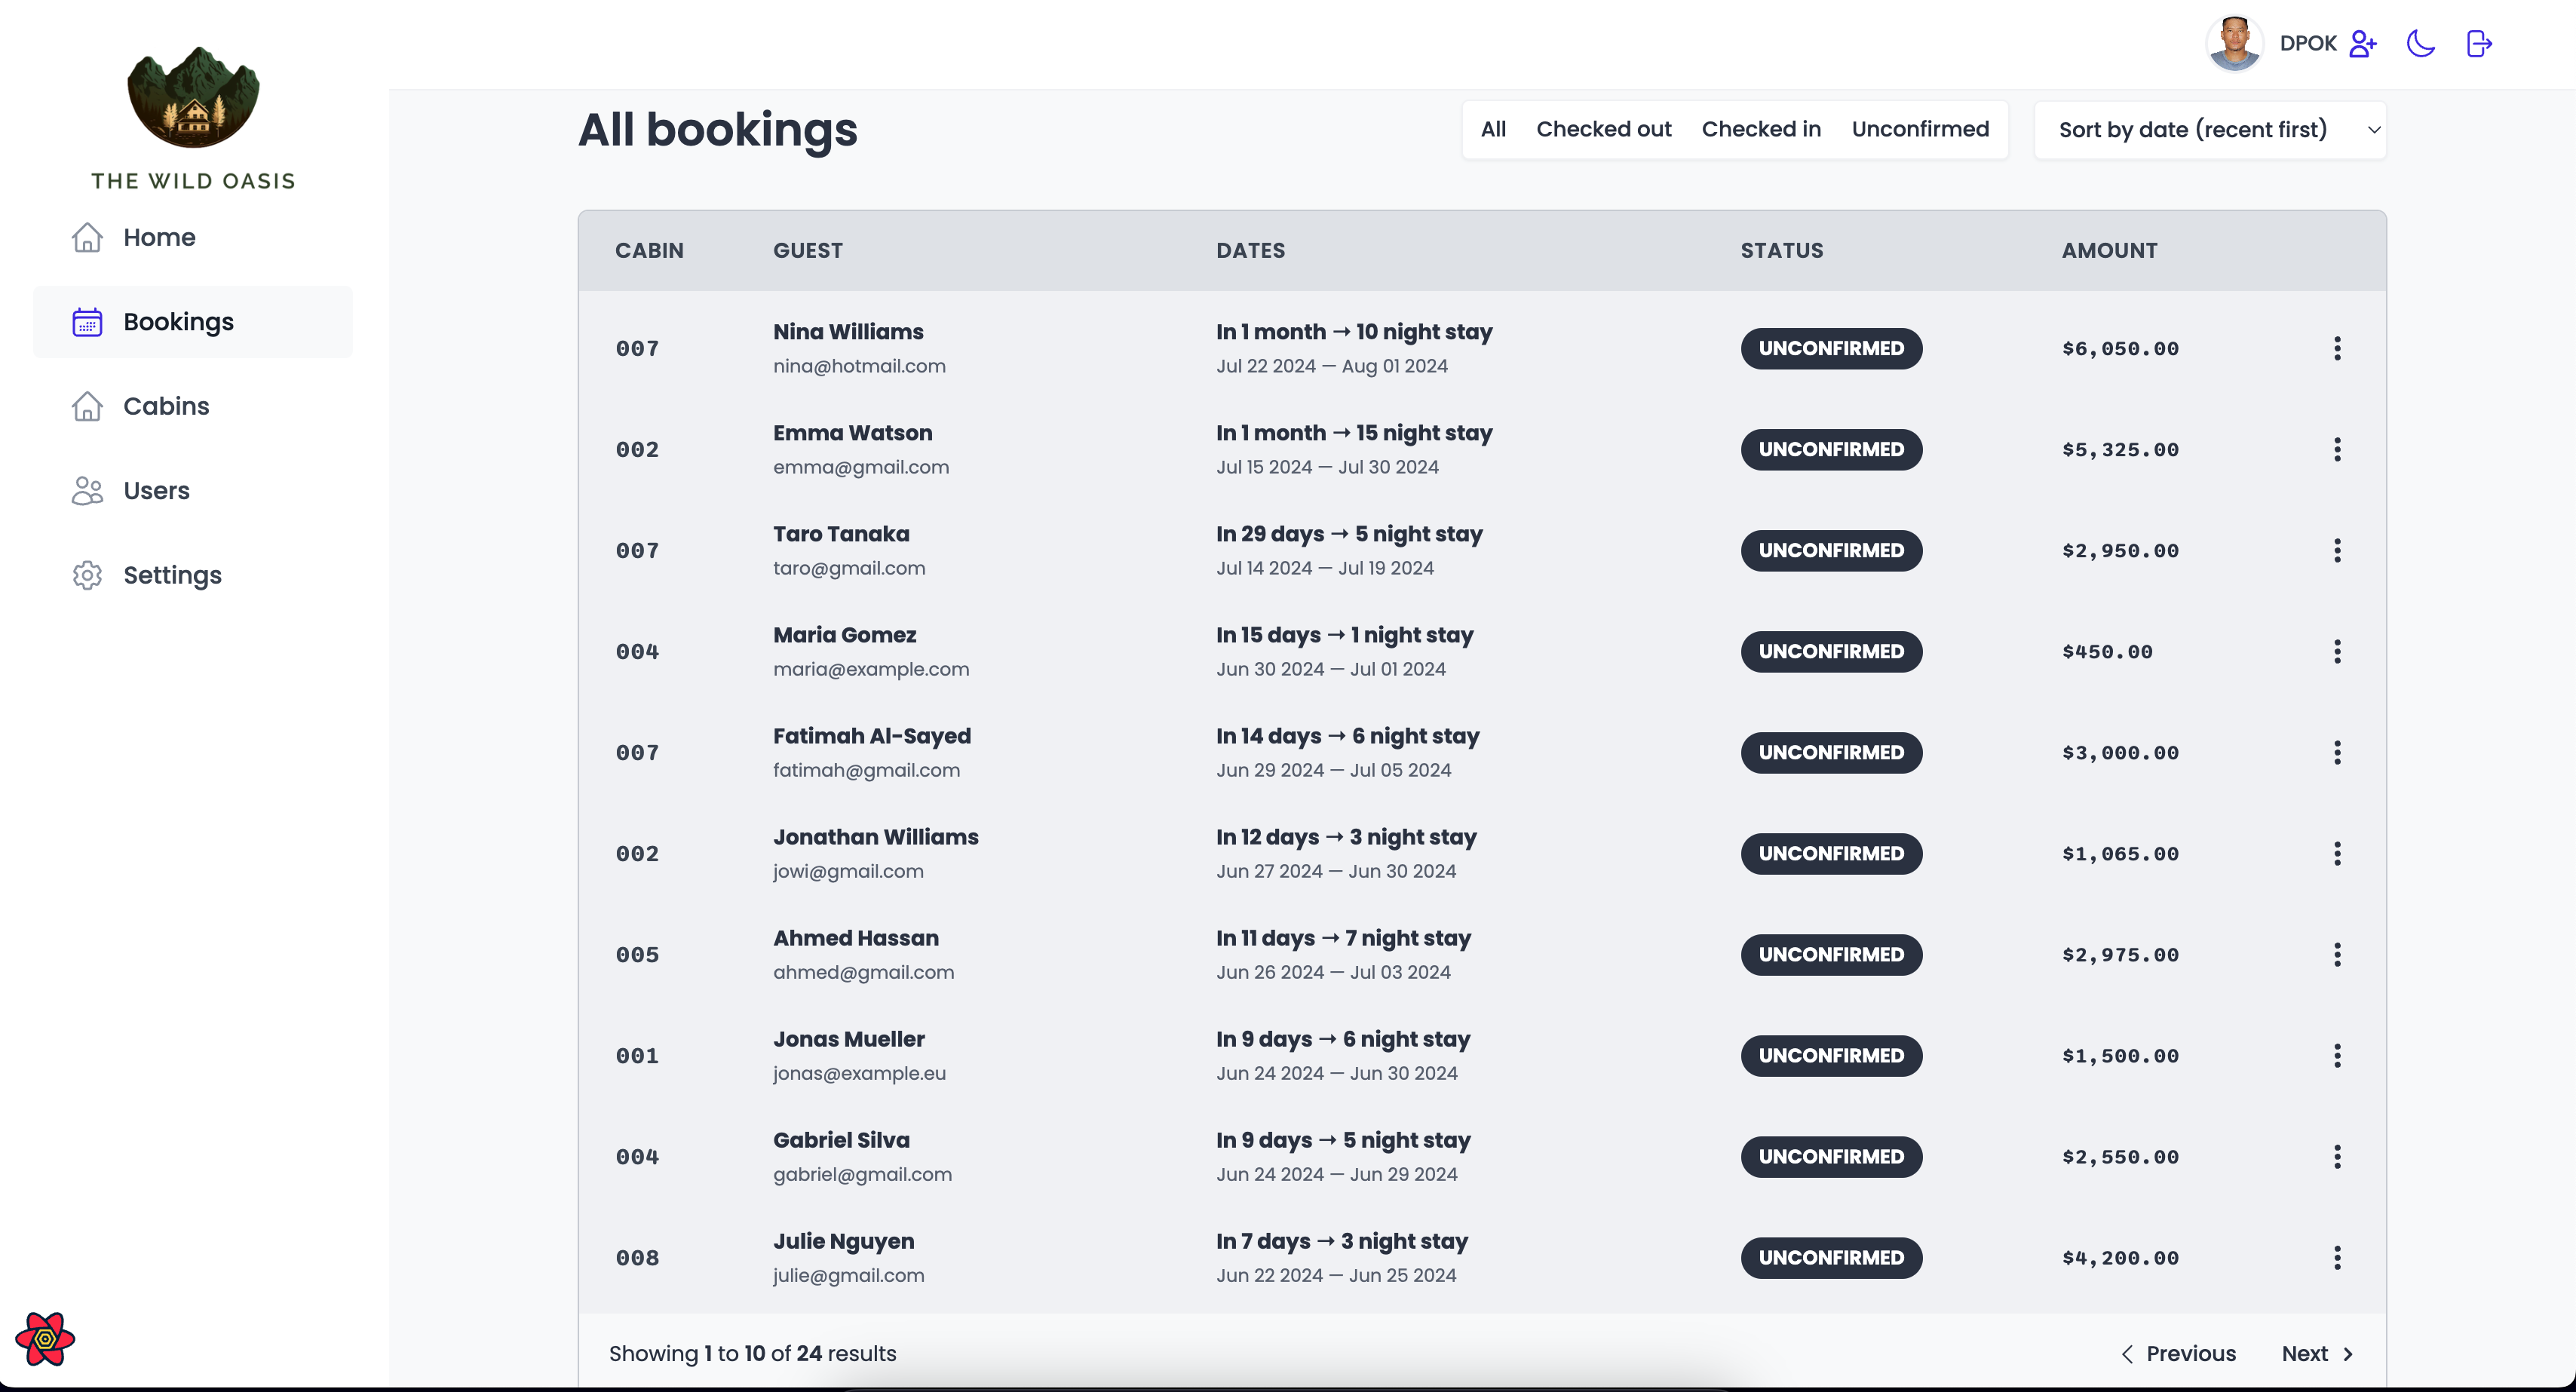 THE WILD OASIS
Home
Bookings
Cabins
Users
Settings
DPOK
All bookings
All Checked out Checked in Unconfirmed
Sort by date (recent first)
CABIN GUEST DATES STATUS AMOUNT
007 Nina Williams In 1 month → 10 night stay UNCONFIRMED $6,050.00
nina@hotmail.com Jul 22 2024 — Aug 01 2024
002 Emma Watson In 1 month → 15 night stay UNCONFIRMED $5,325.00
emma@gmail.com Jul 15 2024 — Jul 30 2024
007 Taro Tanaka In 29 days → 5 night stay UNCONFIRMED $2,950.00
taro@gmail.com Jul 14 2024 — Jul 19 2024
004 Maria Gomez In 15 days → 1 night stay UNCONFIRMED $450.00
maria@example.com Jun 30 2024 — Jul 01 2024
007 Fatimah Al-Sayed In 14 days → 6 night stay UNCONFIRMED $3,000.00
fatimah@gmail.com Jun 29 2024 — Jul 05 2024
002 Jonathan Williams In 12 days → 3 night stay UNCONFIRMED $1,065.00
jowi@gmail.com Jun 27 2024 — Jun 30 2024
005 Ahmed Hassan In 11 days → 7 night stay UNCONFIRMED $2,975.00
ahmed@gmail.com Jun 26 2024 — Jul 03 2024
001 Jonas Mueller In 9 days → 6 night stay UNCONFIRMED $1,500.00
jonas@example.eu Jun 24 2024 — Jun 30 2024
004 Gabriel Silva In 9 days → 5 night stay UNCONFIRMED $2,550.00
gabriel@gmail.com Jun 24 2024 — Jun 29 2024
008 Julie Nguyen In 7 days → 3 night stay UNCONFIRMED $4,200.00
julie@gmail.com Jun 22 2024 — Jun 25 2024
Showing 1 to 10 of 24 results
Previous Next